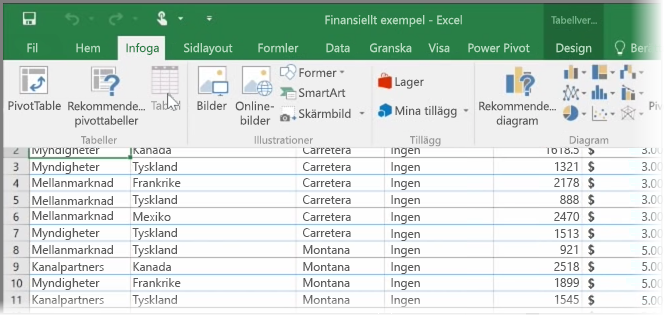 Finansiellt exempel - Excel
Tabellver...
Fil Hem Infoga Sidlayout Formler Data Granska Visa Power Pivot Design
PivotTable Rekommende... pivottabeller Tabell
Bilder Online-bilder Former SmartArt Skärmbild
Lager Mina tillägg
Rekommende... diagram
Tabeller Illustrationer Tillägg Diagram
2 Myndigheter Kanada Carretera Ingen 1618.5 $ 3.00
3 Myndigheter Tyskland Carretera Ingen 1321 $ 3.00
4 Mellanmarknad Frankrike Carretera Ingen 2178 $ 3.00
5 Mellanmarknad Tyskland Carretera Ingen 888 $ 3.00
6 Mellanmarknad Mexiko Carretera Ingen 2470 $ 3.00
7 Myndigheter Tyskland Carretera Ingen 1513 $ 3.00
8 Mellanmarknad Tyskland Montana Ingen 921 $ 5.00
9 Kanalpartners Kanada Montana Ingen 2518 $ 5.00
10 Myndigheter Frankrike Montana Ingen 1899 $ 5.00
11 Kanalpartners Tyskland Montana Ingen 1545 $ 5.00